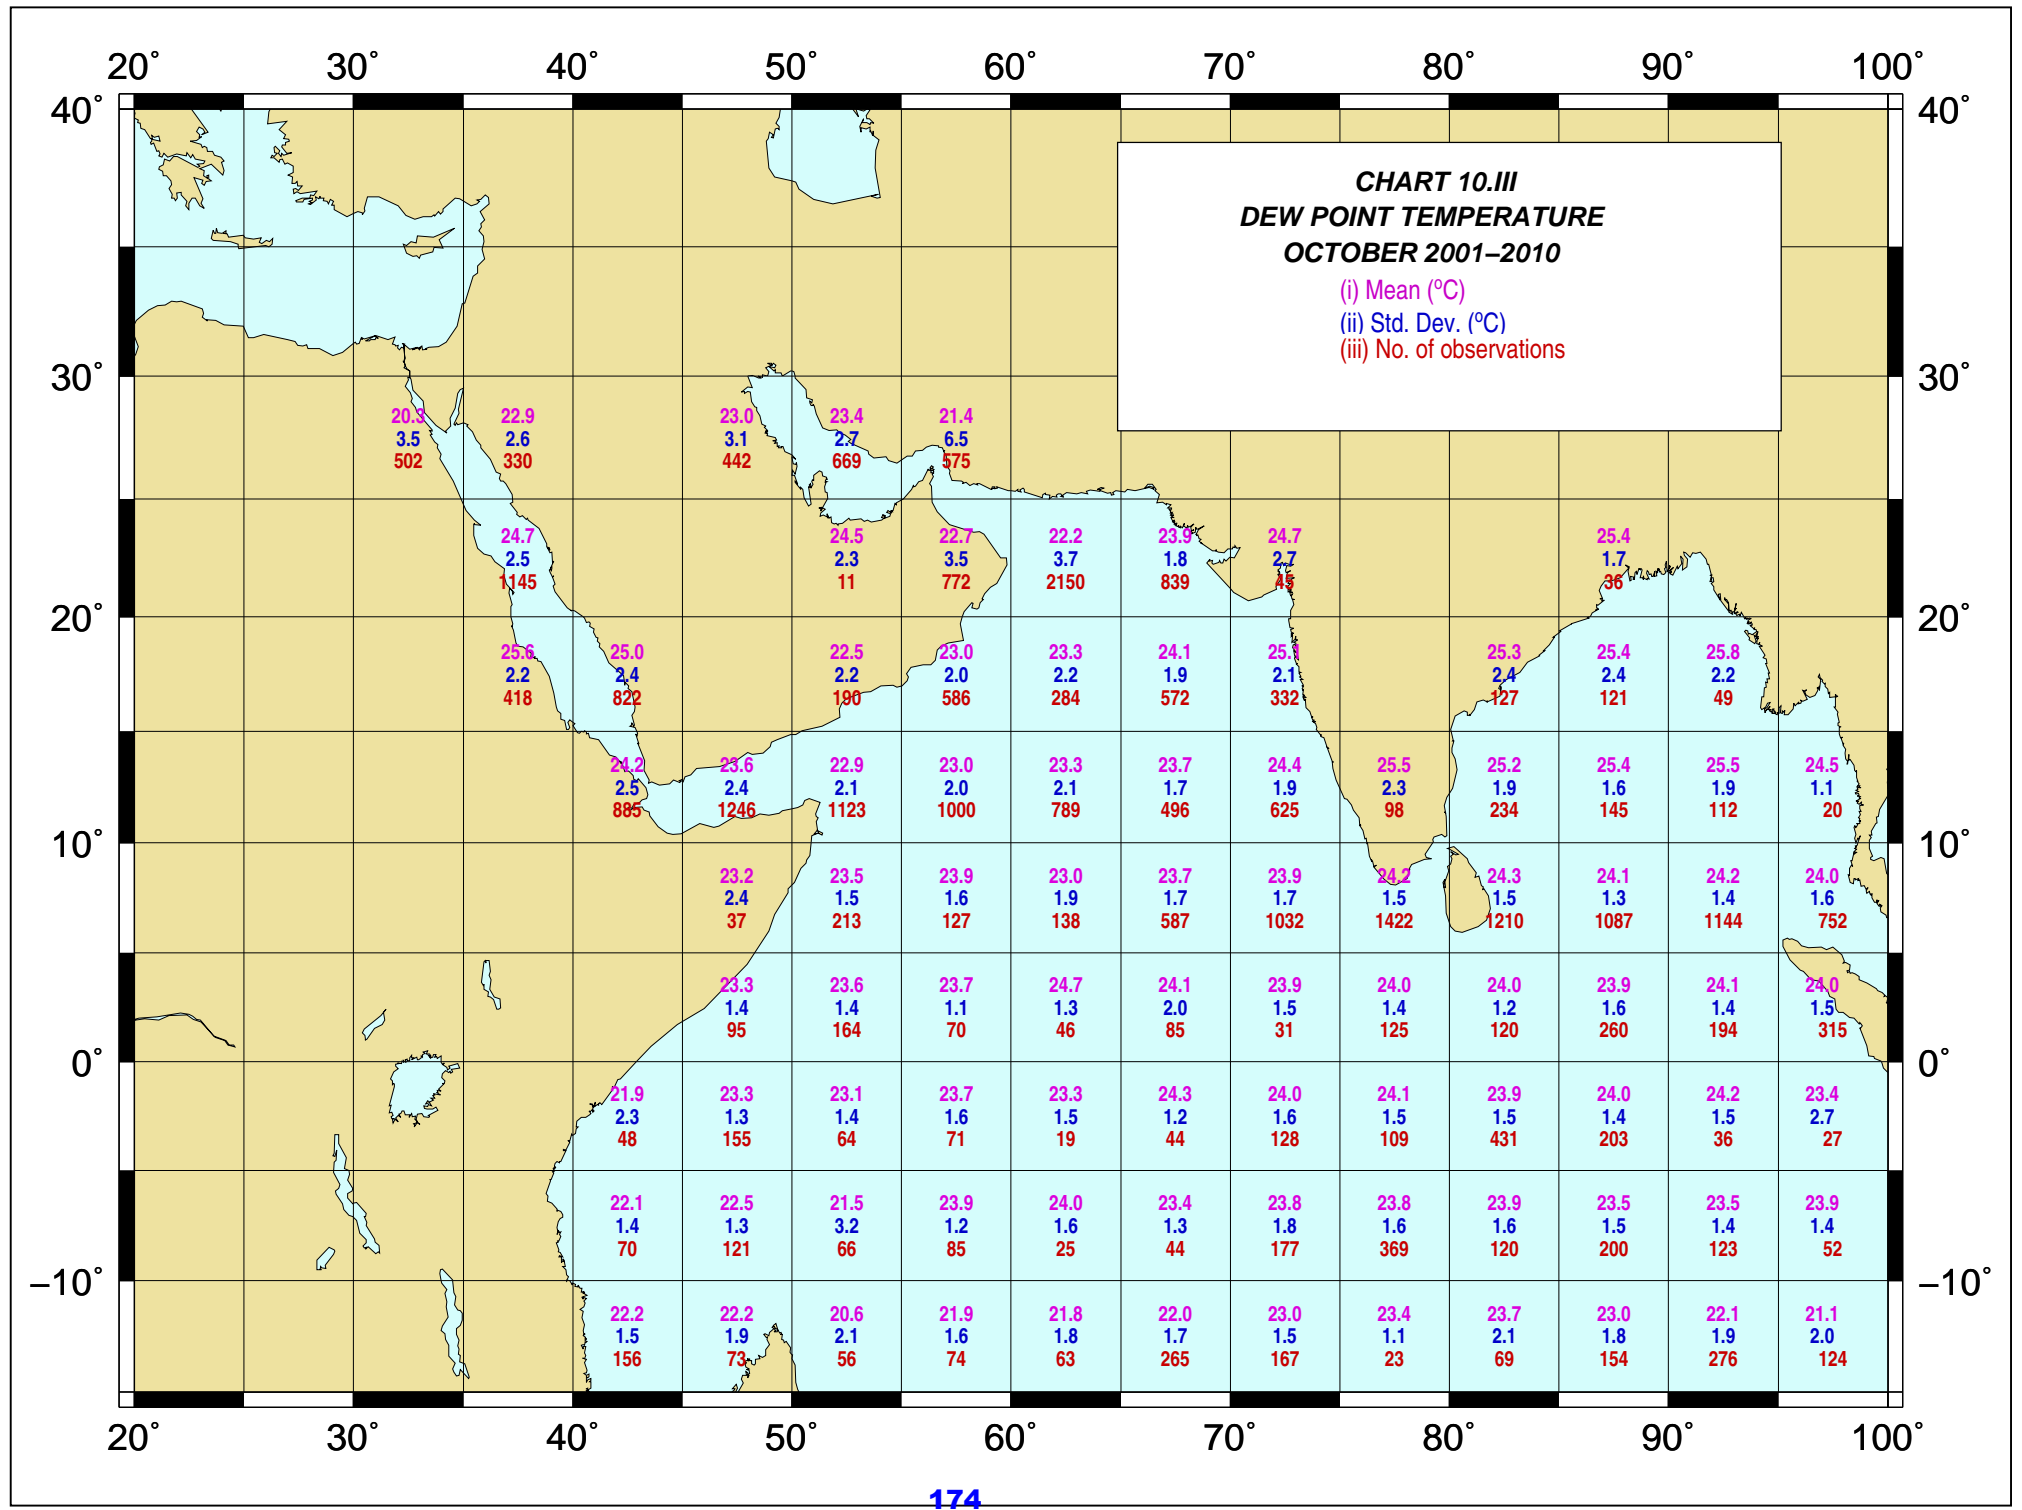 20° 30° 40° 50° 60° 70° 80° 90° 100°
40° 40°
CHART 10.III
DEW POINT TEMPERATURE
OCTOBER 2001–2010
(i) Mean (°C)
(ii) Std. Dev. (°C)
(iii) No. of observations
30° 30°
20.3 22.9 23.0 23.4 21.4
3.5 2.6 3.1 2.7 6.5
502 330 442 669 575
24.7 24.5 22.7 22.2 23.9 24.7 25.4
2.5 2.3 3.5 3.7 1.8 2.7 1.7
1145 11 772 2150 839 45 36
20° 20°
25.6 25.0 22.5 23.0 23.3 24.1 25.1 25.3 25.4 25.8
2.2 2.4 2.2 2.0 2.2 1.9 2.1 2.4 2.4 2.2
418 822 190 586 284 572 332 127 121 49
24.2 23.6 22.9 23.0 23.3 23.7 24.4 25.5 25.2 25.4 25.5 24.5
2.5 2.4 2.1 2.0 2.1 1.7 1.9 2.3 1.9 1.6 1.9 1.1
885 1246 1123 1000 789 496 625 98 234 145 112 20
10° 10°
23.2 23.5 23.9 23.0 23.7 23.9 24.2 24.3 24.1 24.2 24.0
2.4 1.5 1.6 1.9 1.7 1.7 1.5 1.5 1.3 1.4 1.6
37 213 127 138 587 1032 1422 1210 1087 1144 752
23.3 23.6 23.7 24.7 24.1 23.9 24.0 24.0 23.9 24.1 24.0
1.4 1.4 1.1 1.3 2.0 1.5 1.4 1.2 1.6 1.4 1.5
95 164 70 46 85 31 125 120 260 194 315
0° 0°
21.9 23.3 23.1 23.7 23.3 24.3 24.0 24.1 23.9 24.0 24.2 23.4
2.3 1.3 1.4 1.6 1.5 1.2 1.6 1.5 1.5 1.4 1.5 2.7
48 155 64 71 19 44 128 109 431 203 36 27
22.1 22.5 21.5 23.9 24.0 23.4 23.8 23.8 23.9 23.5 23.5 23.9
1.4 1.3 3.2 1.2 1.6 1.3 1.8 1.6 1.6 1.5 1.4 1.4
70 121 66 85 25 44 177 369 120 200 123 52
–10° –10°
22.2 22.2 20.6 21.9 21.8 22.0 23.0 23.4 23.7 23.0 22.1 21.1
1.5 1.9 2.1 1.6 1.8 1.7 1.5 1.1 2.1 1.8 1.9 2.0
156 73 56 74 63 265 167 23 69 154 276 124
20° 30° 40° 50° 60° 70° 80° 90° 100°
174